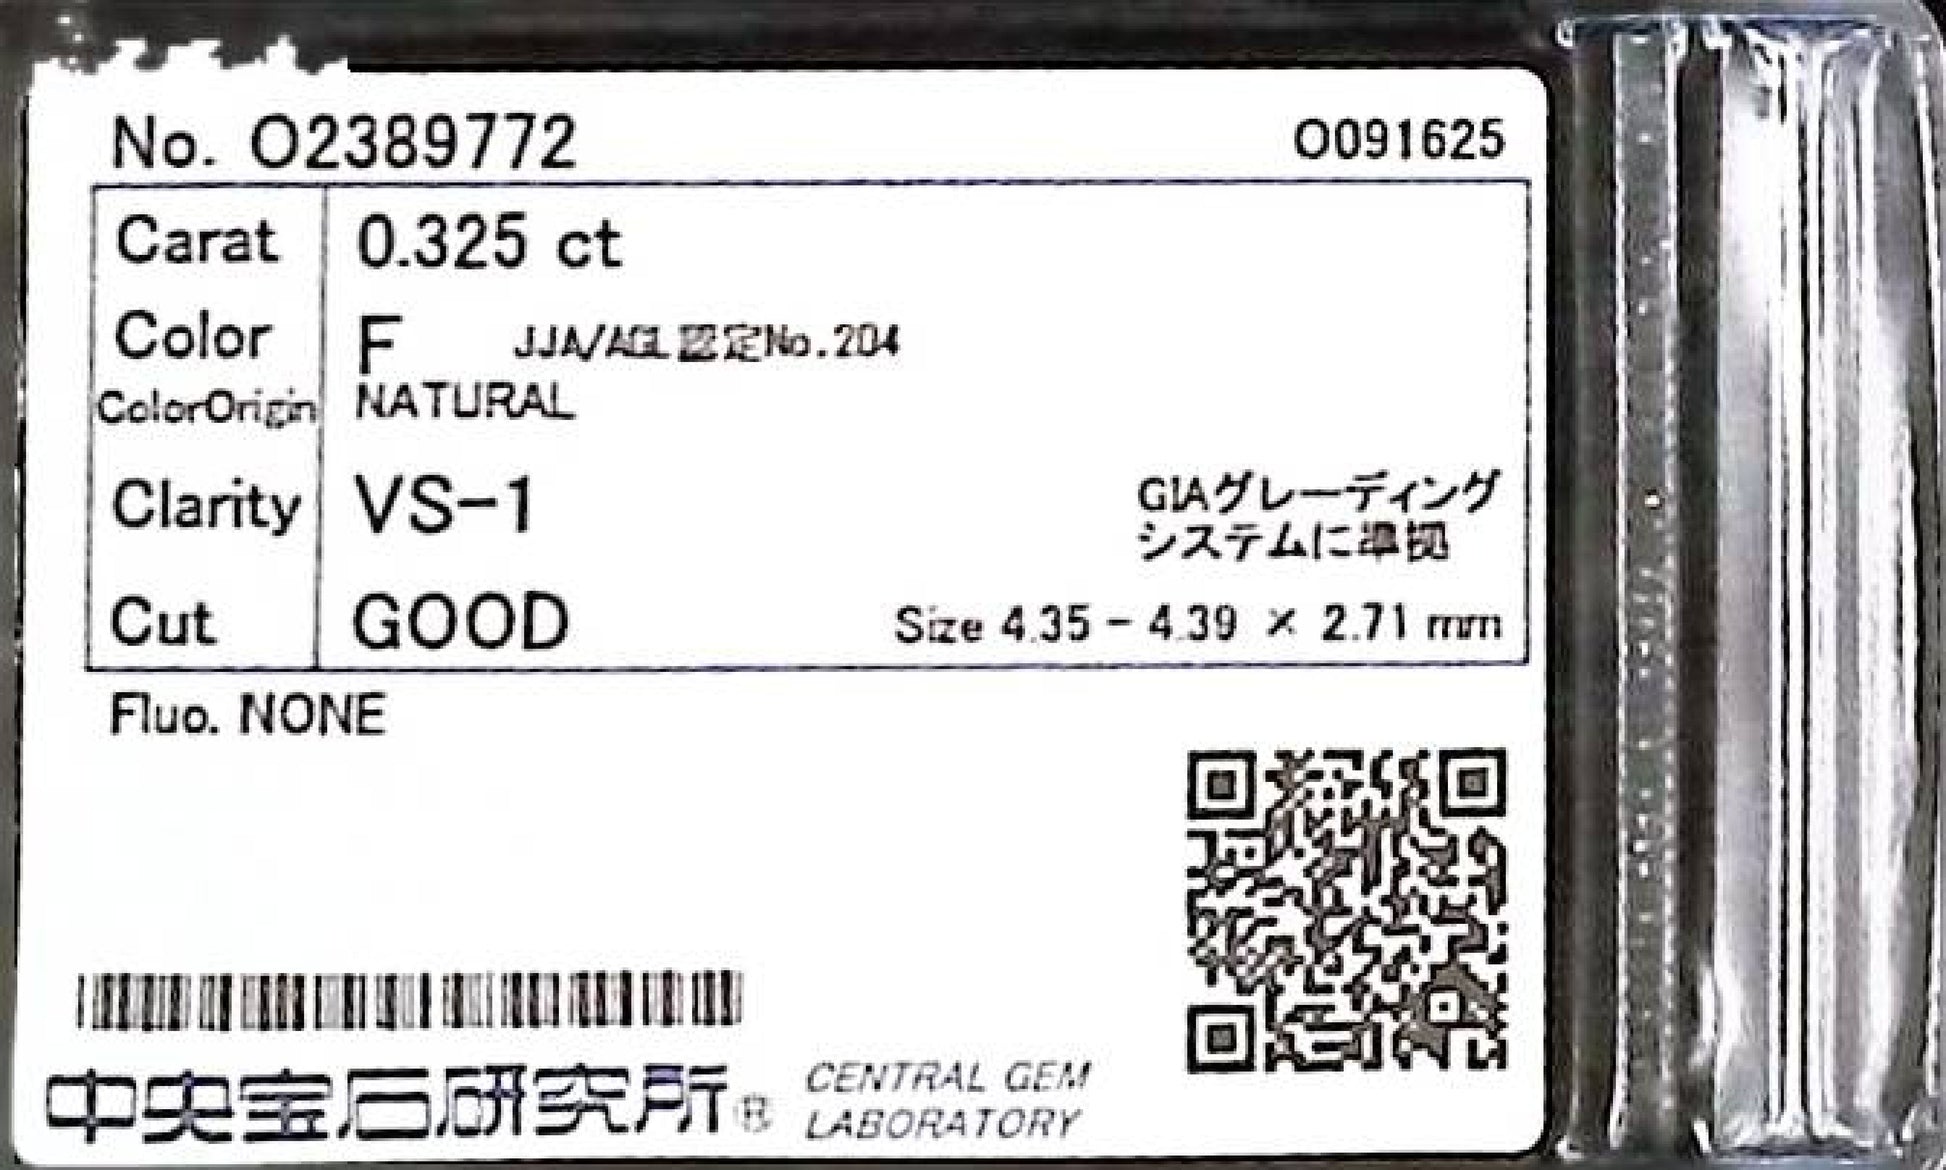 No. O2389772 O091625
Carat 0.325 ct
Color F JJA/AGL認定No.204
ColorOrigin NATURAL
Clarity VS-1
GIAグレーディング
システムに準拠
Cut GOOD Size 4.35 - 4.39 × 2.71 mm
Fluo. NONE
中央宝石研究所® CENTRAL GEM
LABORATORY